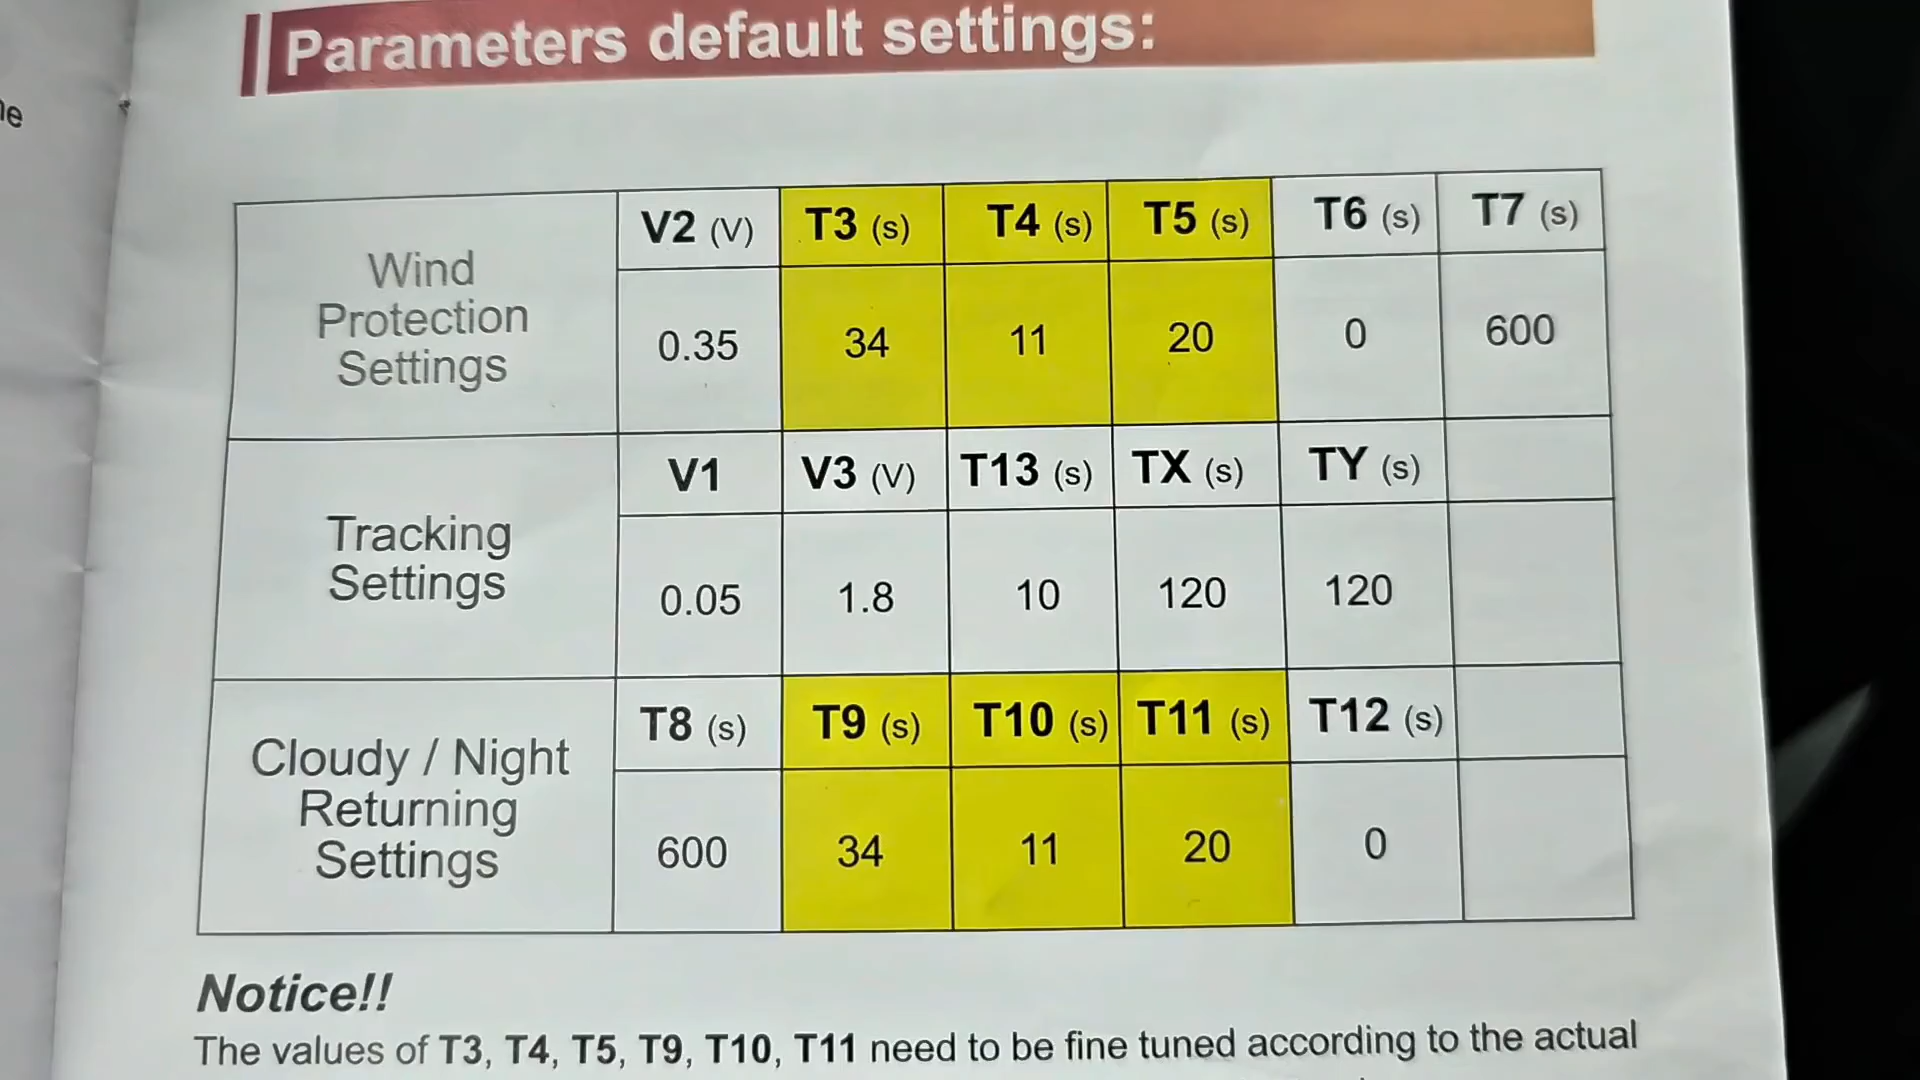 Parameters default settings:
he
Wind
Protection
Settings
V2 (V) T3 (s) T4 (s) T5 (s) T6 (s) T7 (s)
0.35 34 11 20 0 600
Tracking
Settings
V1 V3 (V) T13 (s) TX (s) TY (s)
0.05 1.8 10 120 120
Cloudy / Night
Returning
Settings
T8 (s) T9 (s) T10 (s) T11 (s) T12 (s)
600 34 11 20 0
Notice!!
The values of T3, T4, T5, T9, T10, T11 need to be fine tuned according to the actual